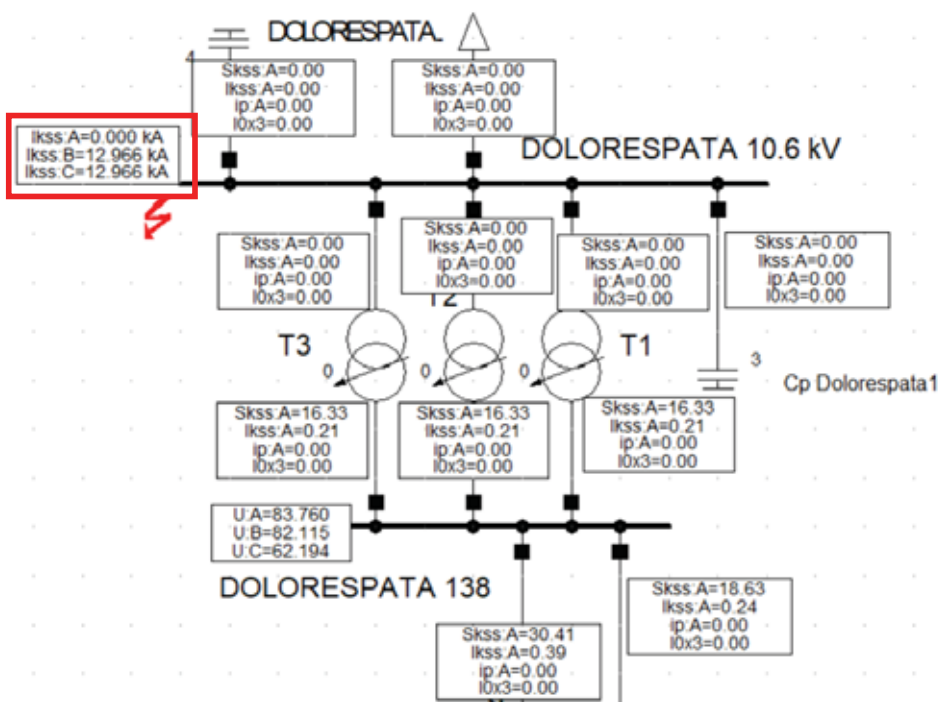 DOLORESPATA_
4
Skss:A=0.00
Ikss:A=0.00
ip:A=0.00
I0x3=0.00
Skss:A=0.00
Ikss:A=0.00
ip:A=0.00
I0x3=0.00
Ikss:A=0.000 kA
Ikss:B=12.966 kA
Ikss:C=12.966 kA
DOLORESPATA 10.6 kV
Skss:A=0.00
Ikss:A=0.00
ip:A=0.00
I0x3=0.00
Skss:A=0.00
Ikss:A=0.00
ip:A=0.00
I0x3=0.00
Skss:A=0.00
Ikss:A=0.00
ip:A=0.00
I0x3=0.00
Skss:A=0.00
Ikss:A=0.00
ip:A=0.00
I0x3=0.00
T3
0
T2
0
0
T1
3
Cp Dolorespata1
Skss:A=16.33
Ikss:A=0.21
ip:A=0.00
I0x3=0.00
Skss:A=16.33
Ikss:A=0.21
ip:A=0.00
I0x3=0.00
Skss:A=16.33
Ikss:A=0.21
ip:A=0.00
I0x3=0.00
U:A=83.760
U:B=82.115
U:C=62.194
DOLORESPATA 138
Skss:A=18.63
Ikss:A=0.24
ip:A=0.00
I0x3=0.00
Skss:A=30.41
Ikss:A=0.39
ip:A=0.00
I0x3=0.00